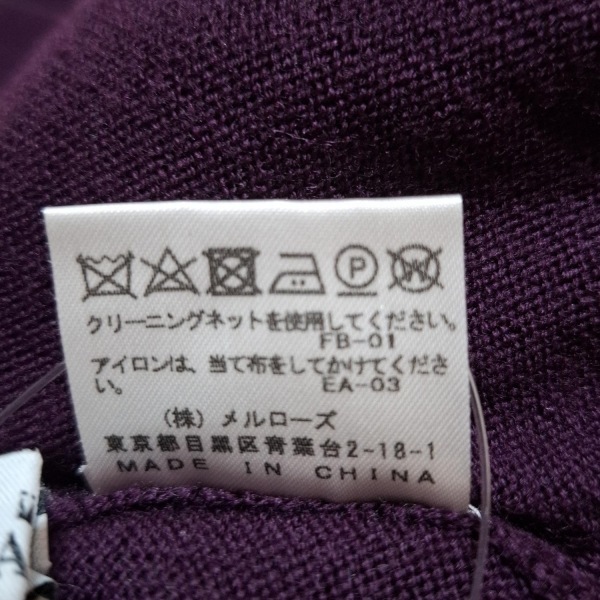 P W
クリーニングネットを使用してください。
FB-01
アイロンは、当て布をしてかけてくださ
い。
EA-03
（株）メルローズ
東京都目黒区青葉台2-18-1
MADE IN CHINA